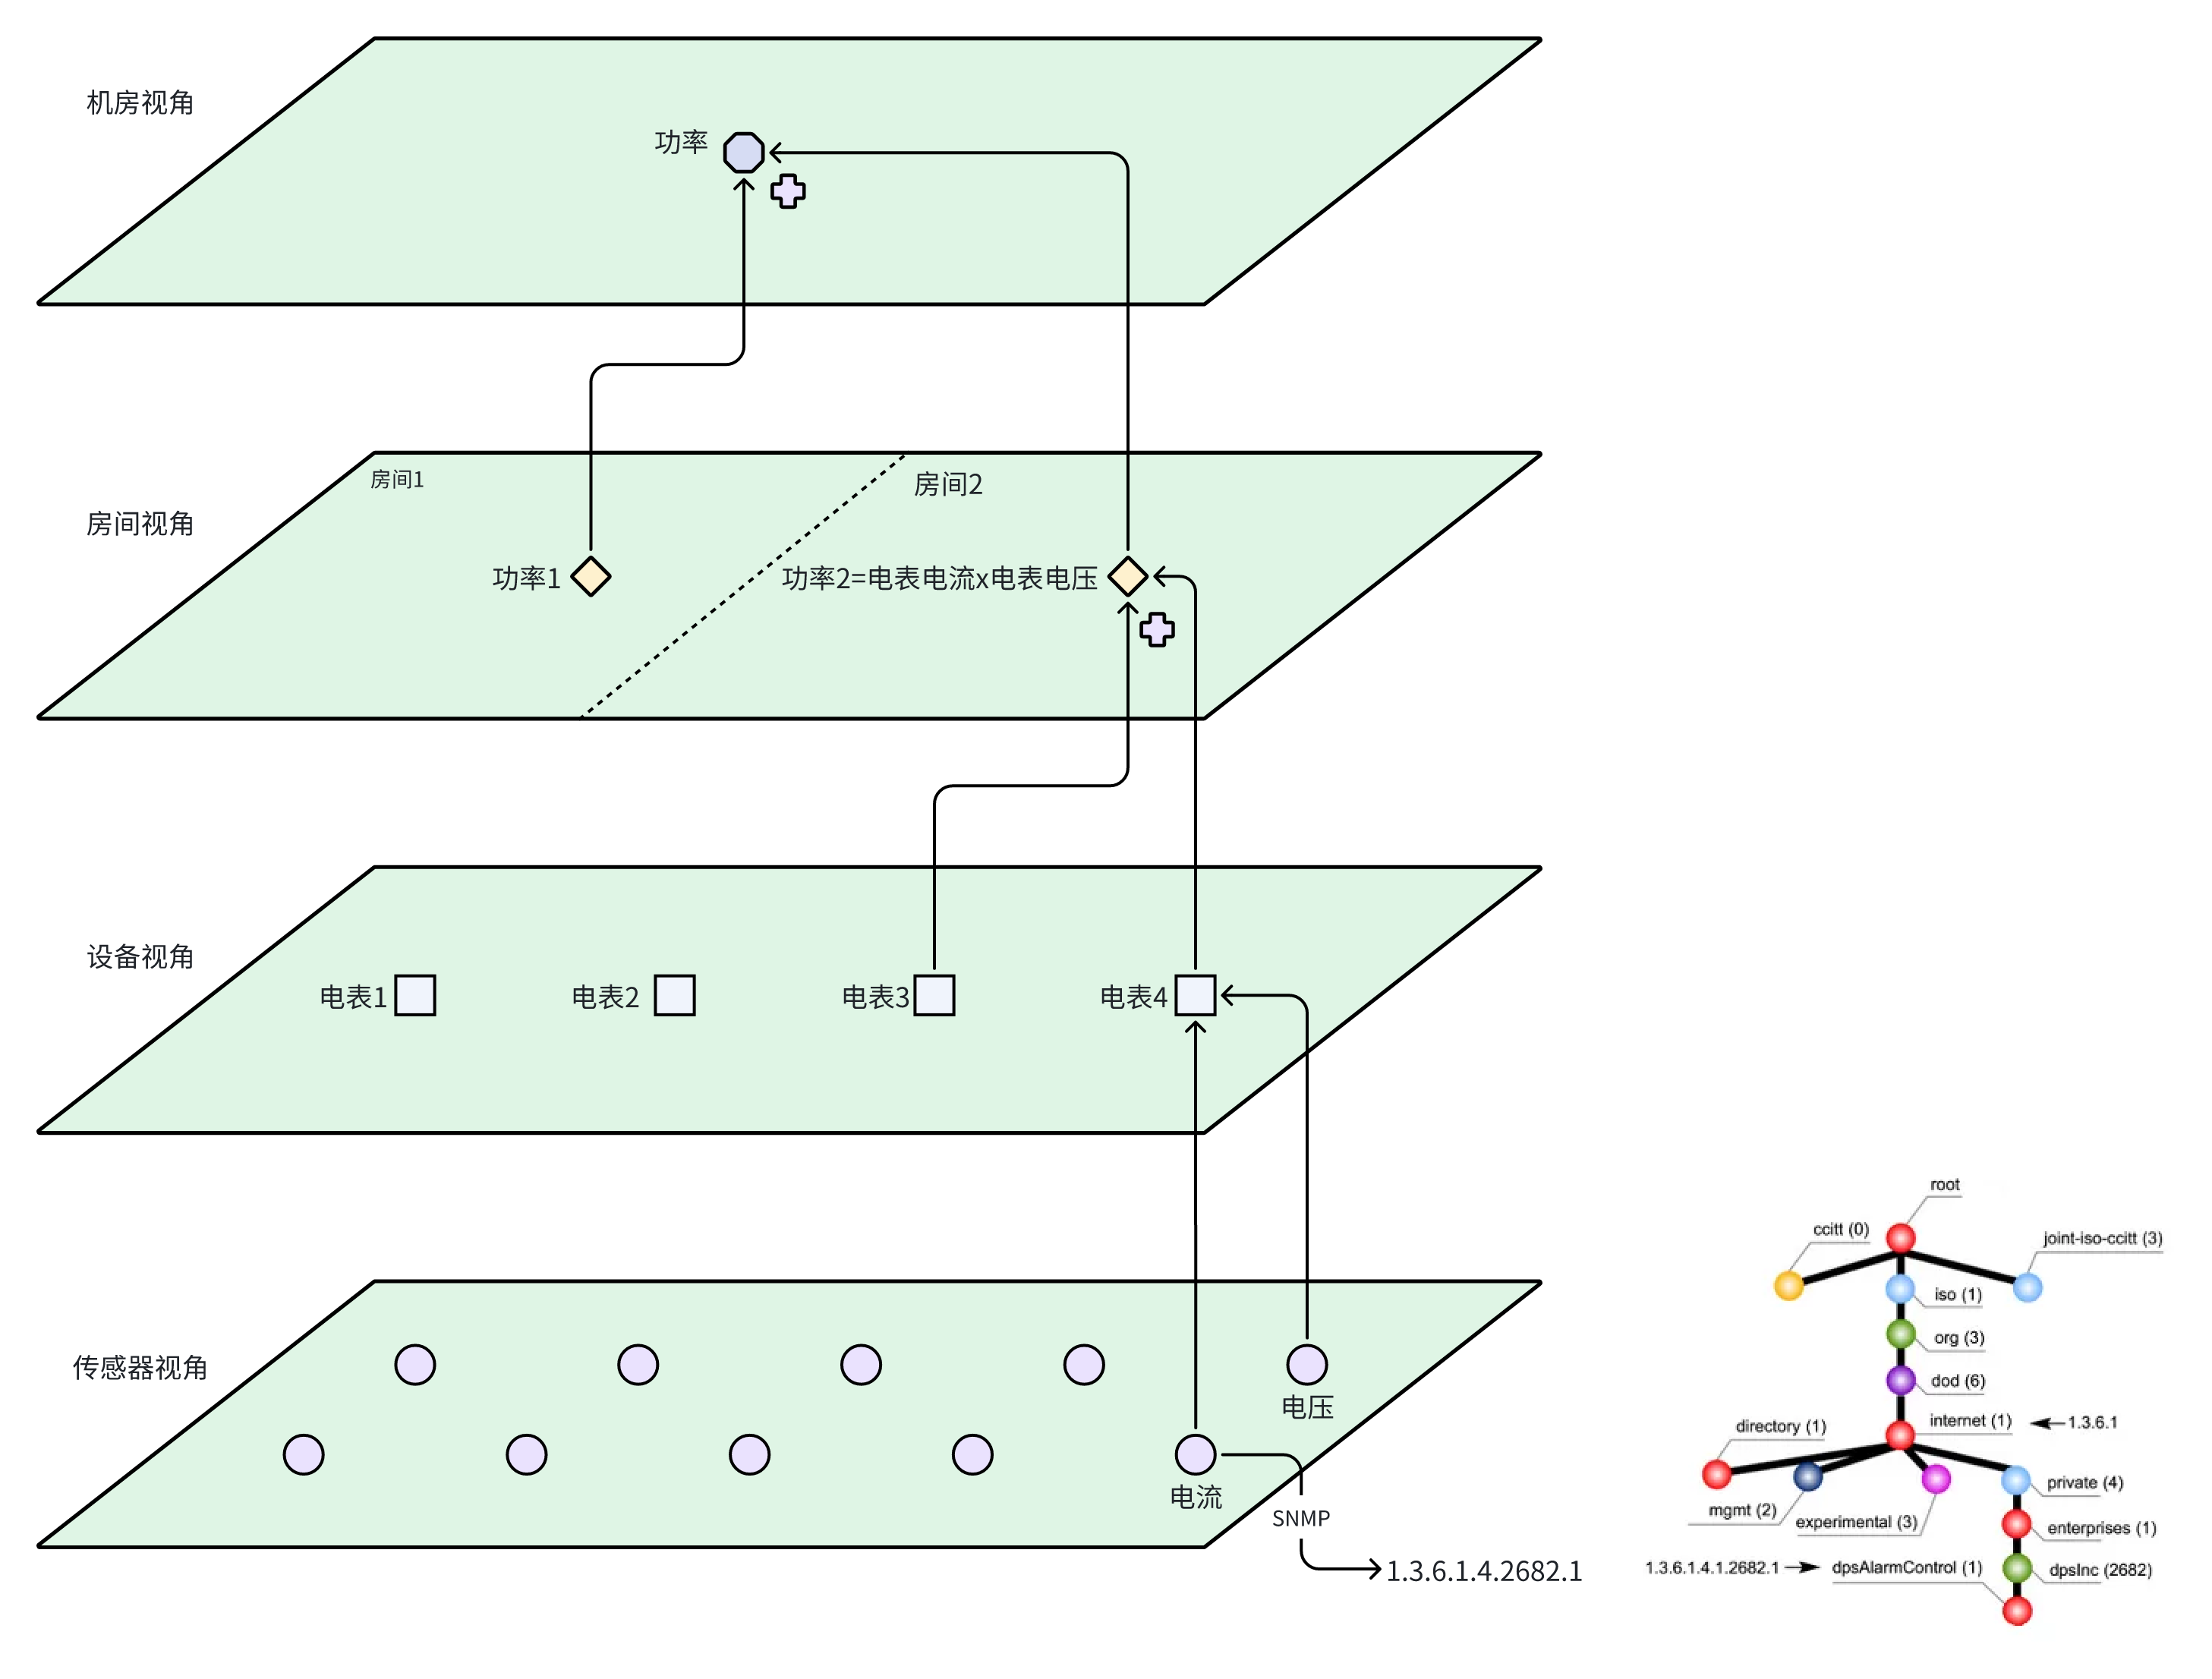 机房视角
功率
房间视角
房间1
房间2
功率1
功率2=电表电流x电表电压
设备视角
电表1
电表2
电表3
电表4
传感器视角
电压
电流
SNMP
1.3.6.1.4.2682.1
root
ccitt (0)
joint-iso-ccitt (3)
iso (1)
org (3)
dod (6)
internet (1)
1.3.6.1
directory (1)
mgmt (2)
experimental (3)
private (4)
enterprises (1)
1.3.6.1.4.1.2682.1
dpsAlarmControl (1)
dpsInc (2682)